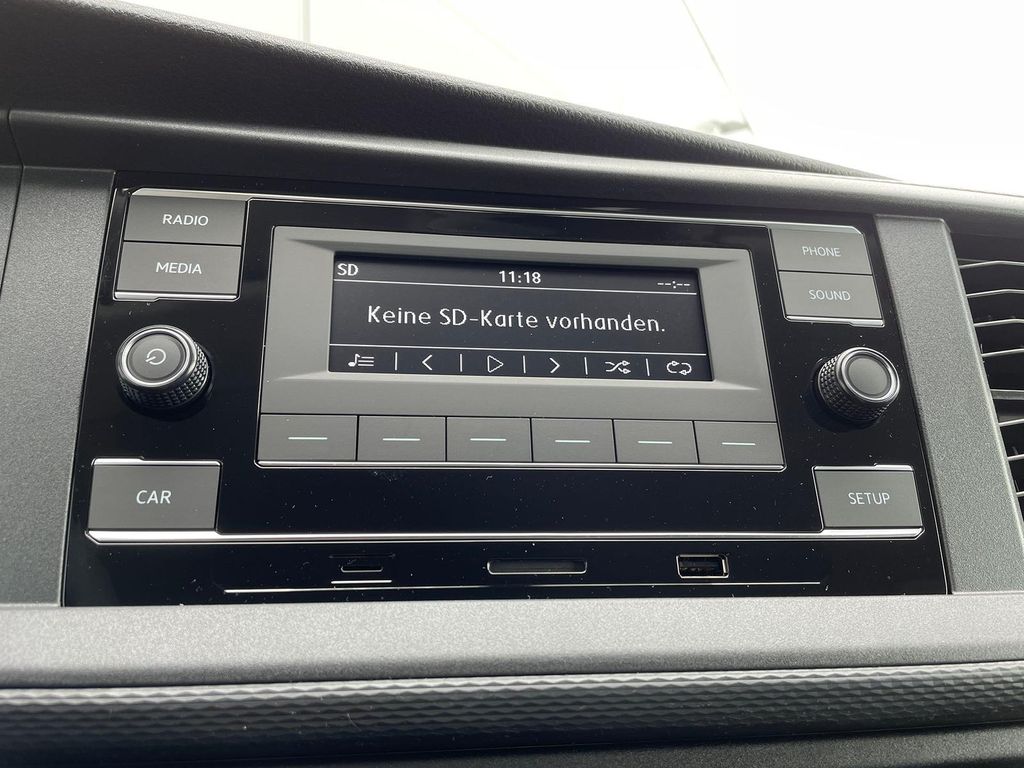 RADIO
MEDIA
PHONE
SOUND
SD 11:18 --:--
Keine SD-Karte vorhanden.
CAR
SETUP